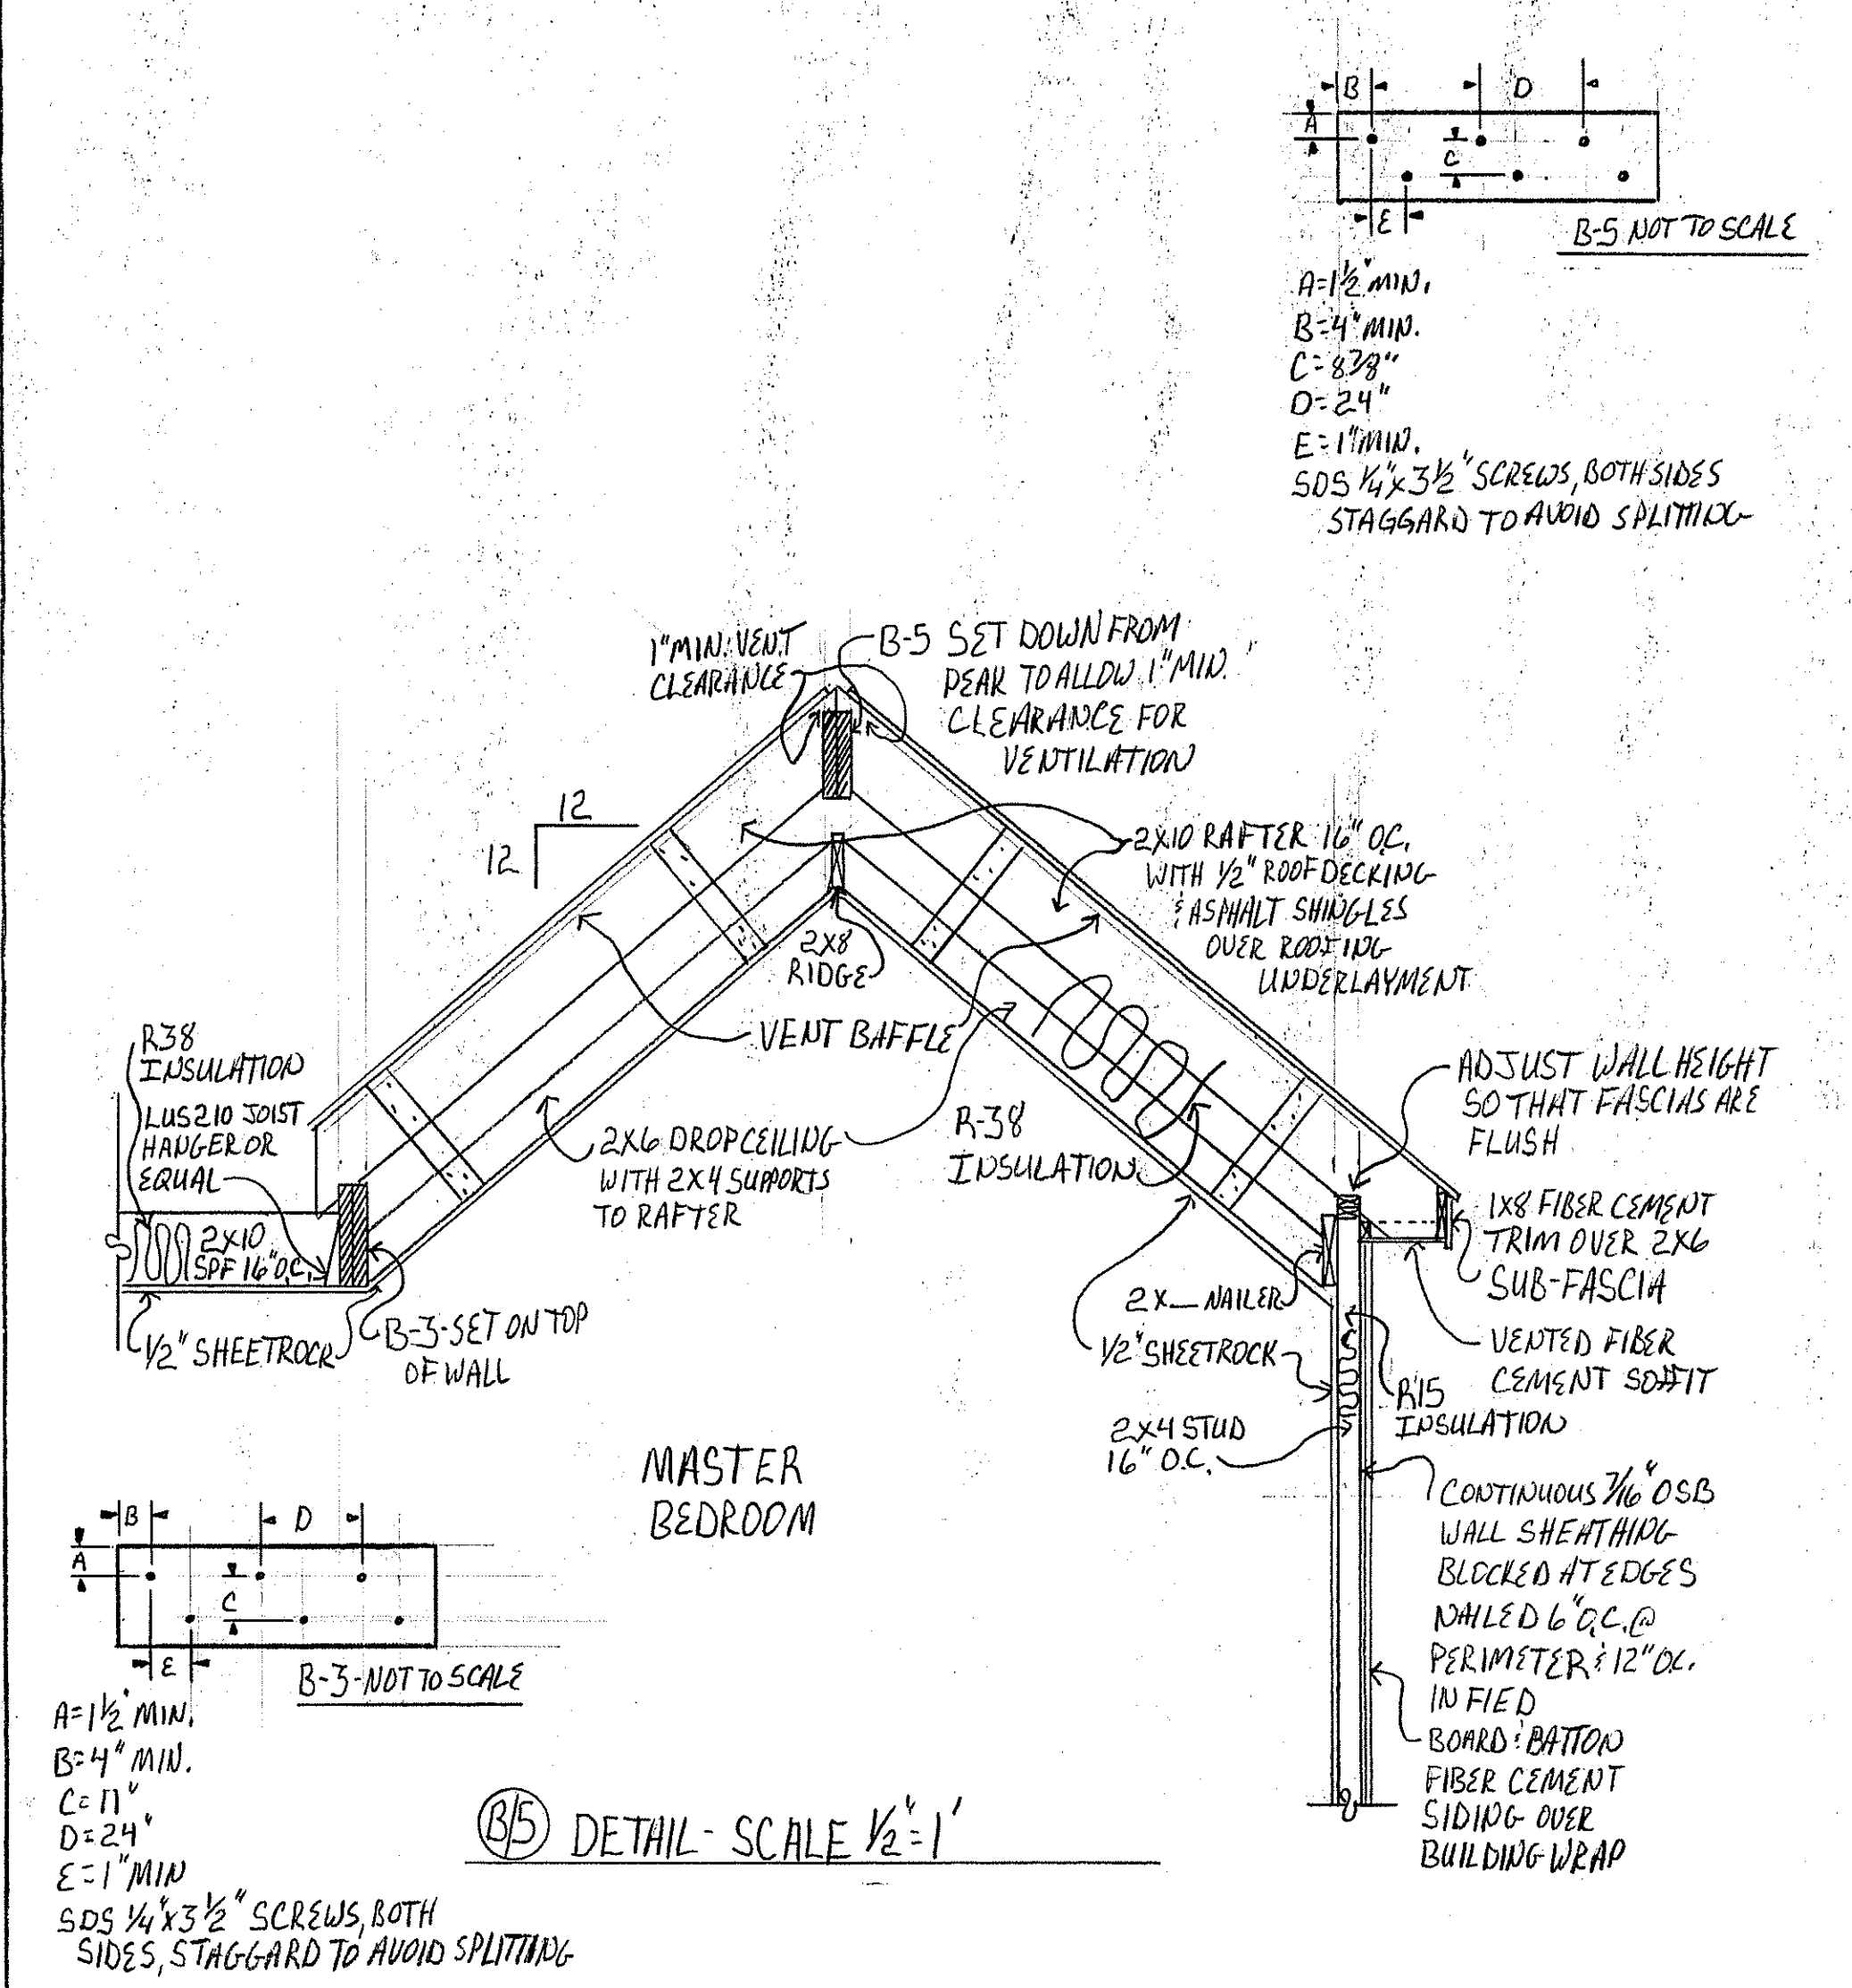 B
D
A
C
E
B-5 NOT TO SCALE
A=1½" MIN.
B=4" MIN.
C=8⅞"
D=24"
E=1" MIN.
SDS ¼"X3½" SCREWS, BOTH SIDES
STAGGARD TO AVOID SPLITTING
1" MIN. VENT
CLEARANCE
B-5 SET DOWN FROM
PEAK TO ALLOW 1" MIN.
CLEARANCE FOR
VENTILATION
12
12
2X10 RAFTER 16" O.C.
WITH ½" ROOF DECKING
& ASPHALT SHINGLES
OVER ROOFING
UNDERLAYMENT
2X8
RIDGE
VENT BAFFLE
R38
INSULATION
LUS210 JOIST
HANGER OR
EQUAL
2X10
SPF 16" O.C.
½" SHEETROCK
B-3-SET ON TOP
OF WALL
2X6 DROP CEILING
WITH 2X4 SUPPORTS
TO RAFTER
R-38
INSULATION
ADJUST WALL HEIGHT
SO THAT FASCIAS ARE
FLUSH
1X8 FIBER CEMENT
TRIM OVER 2X6
SUB-FASCIA
2X_ NAILER
½" SHEETROCK
VENTED FIBER
CEMENT SOFFIT
R15
INSULATION
2X4 STUD
16" O.C.
MASTER
BEDROOM
CONTINUOUS 7/16" OSB
WALL SHEATHING
BLOCKED AT EDGES
NAILED 6" O.C. @
PERIMETER & 12" O.C.
IN FIED
BOARD & BATTON
FIBER CEMENT
SIDING OVER
BUILDING WRAP
B
D
A
C
E
B-3-NOT TO SCALE
A=1½" MIN.
B=4" MIN.
C=11"
D=24"
E=1" MIN
SDS ¼"X3½" SCREWS, BOTH
SIDES, STAGGARD TO AVOID SPLITTING
B/5 DETAIL - SCALE ½"=1'